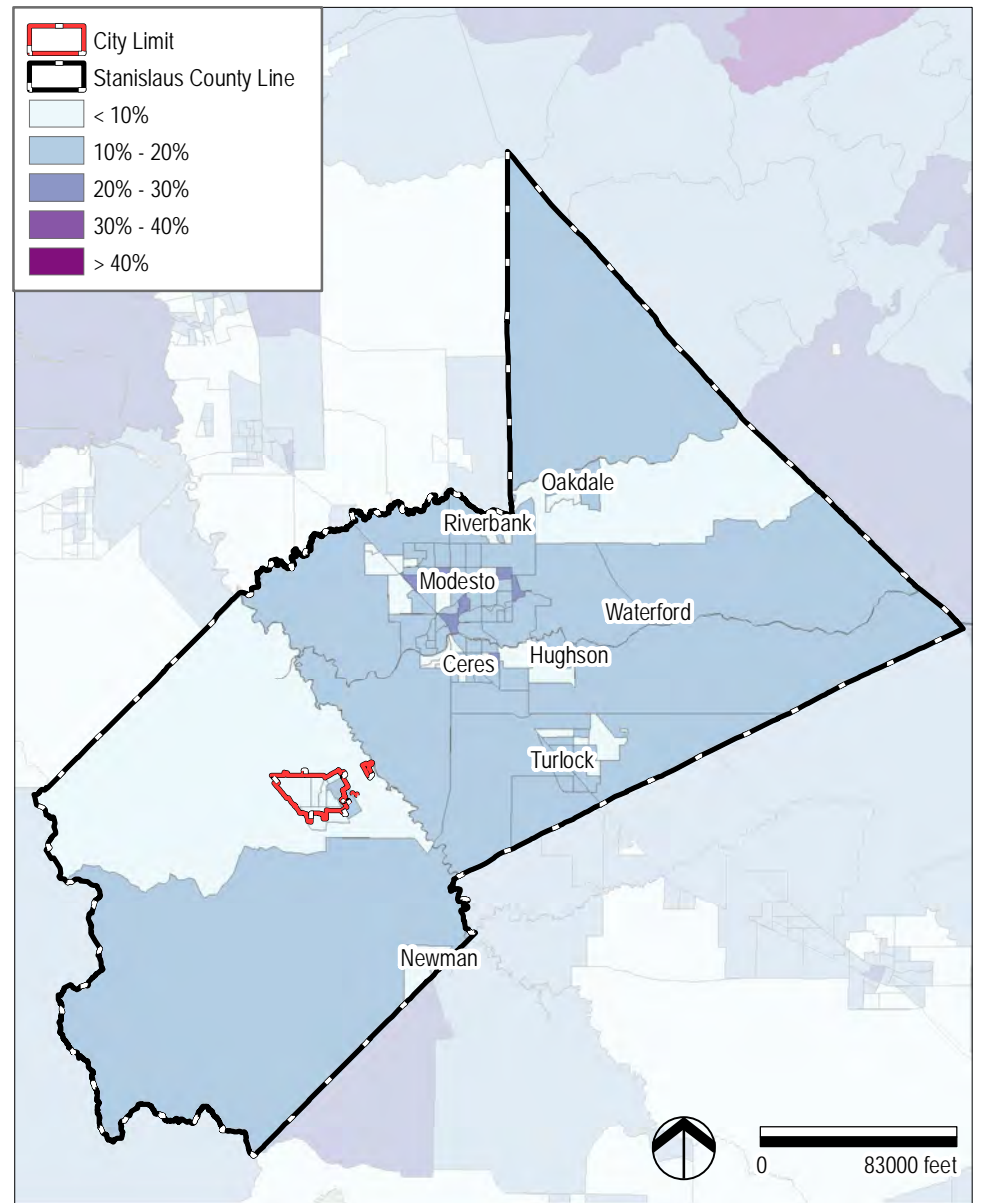 City Limit
Stanislaus County Line
< 10%
10% - 20%
20% - 30%
30% - 40%
> 40%
Oakdale
Riverbank
Modesto
Waterford
Ceres
Hughson
Turlock
Newman
0
83000 feet